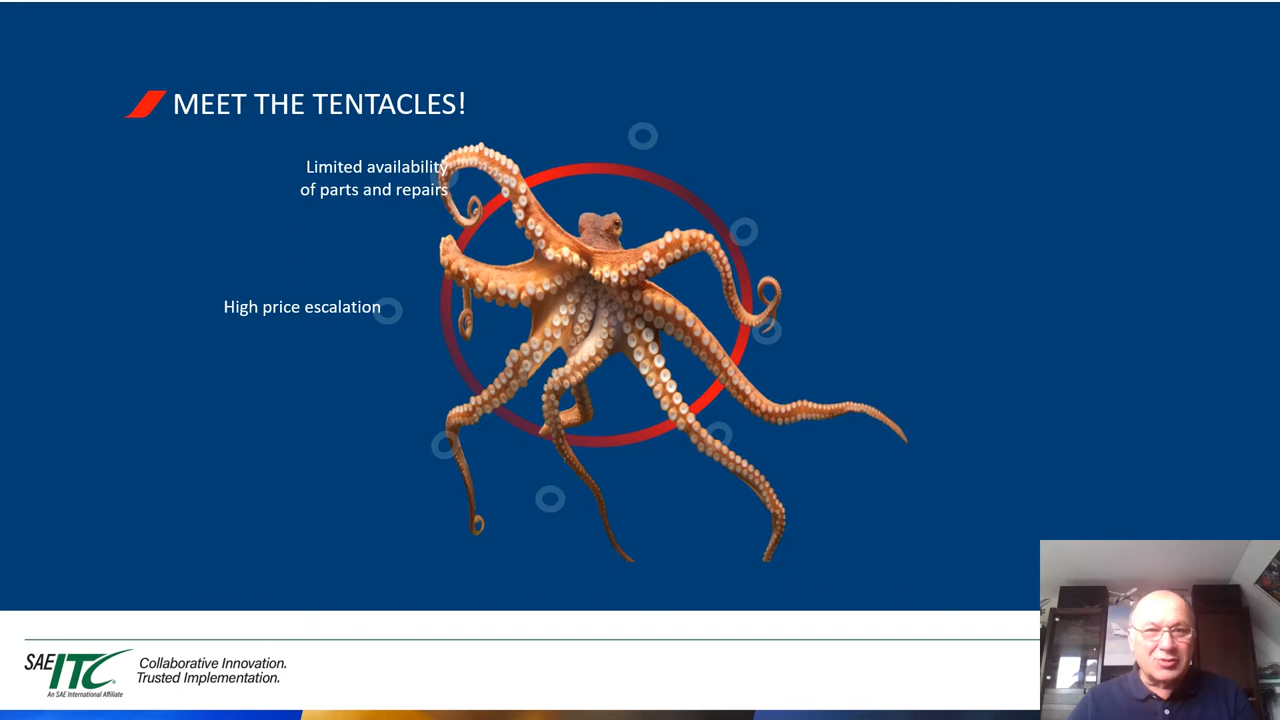 MEET THE TENTACLES!
Limited availability
of parts and repairs
High price escalation
SAE ITC
An SAE International Affiliate
Collaborative Innovation.
Trusted Implementation.